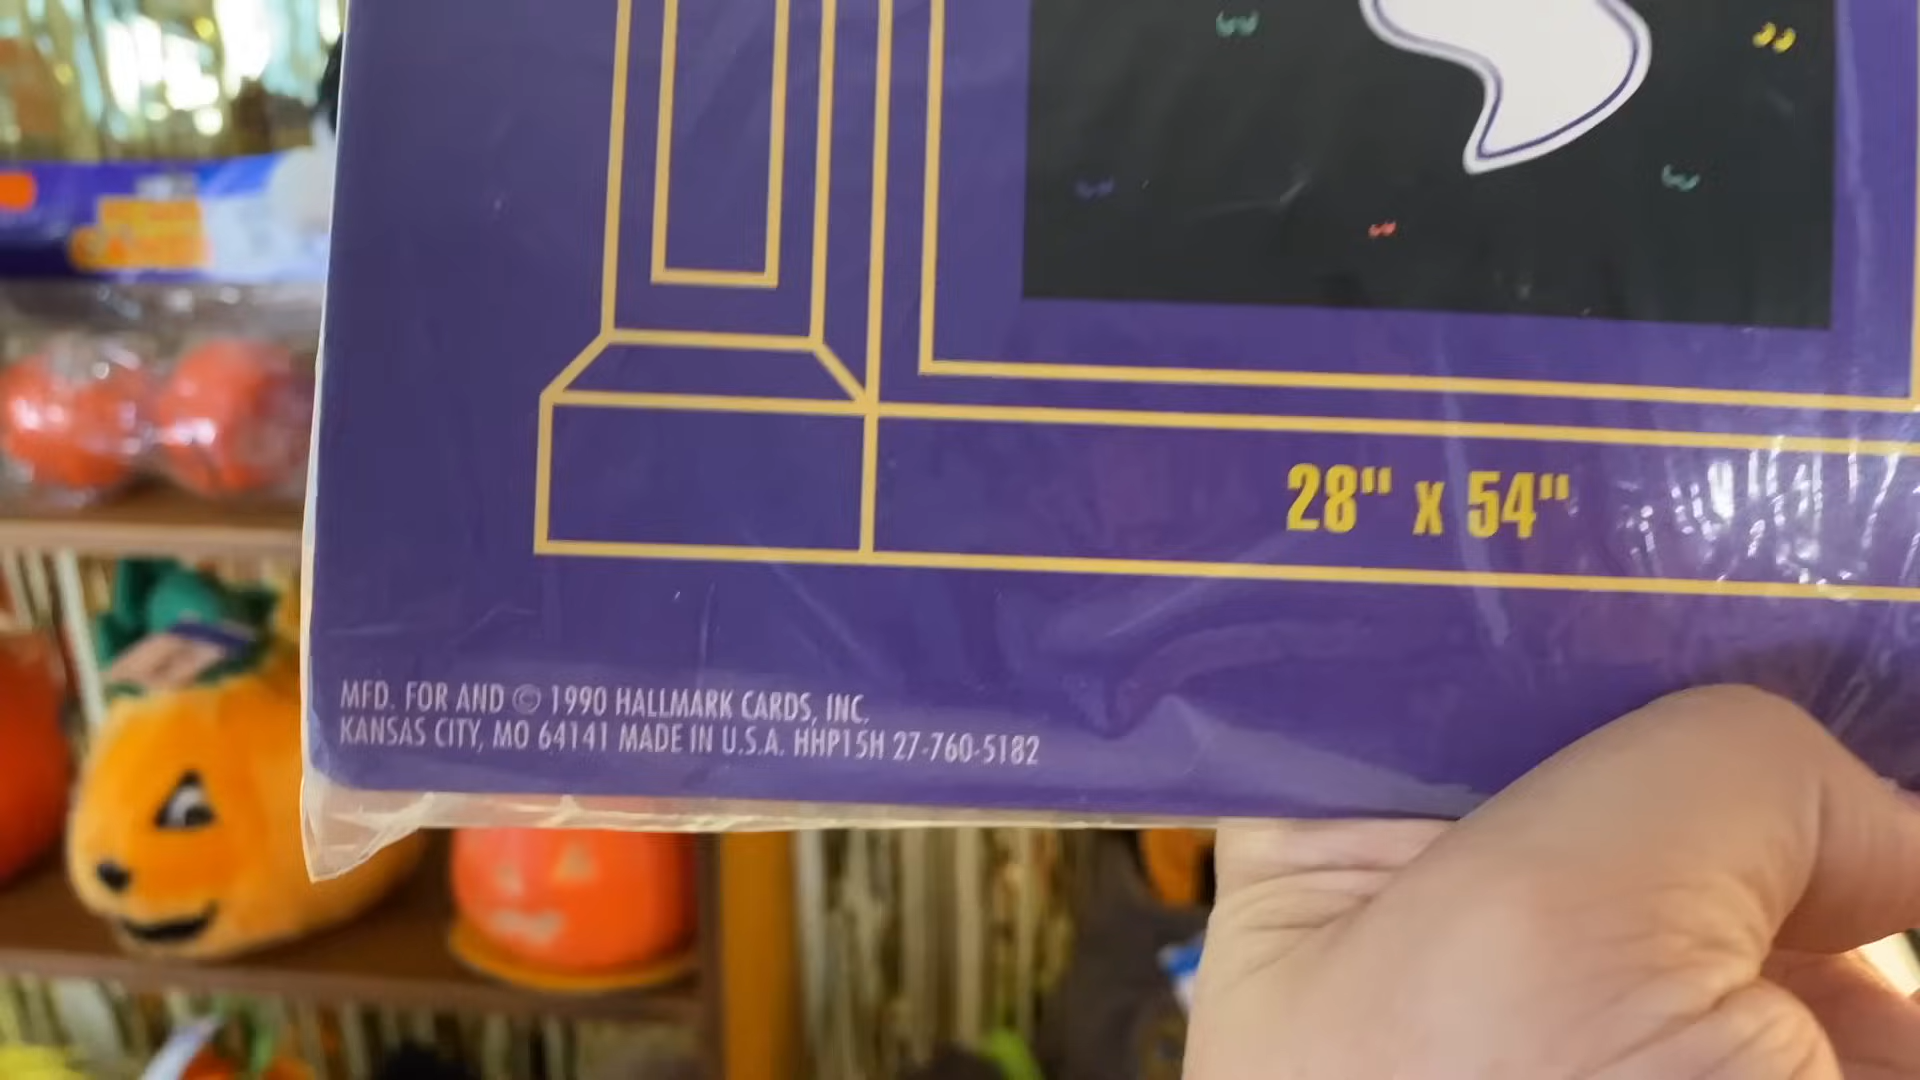 28" x 54"
MFD. FOR AND © 1990 HALLMARK CARDS, INC.
KANSAS CITY, MO 64141 MADE IN U.S.A. HHP15H 27-760-5182